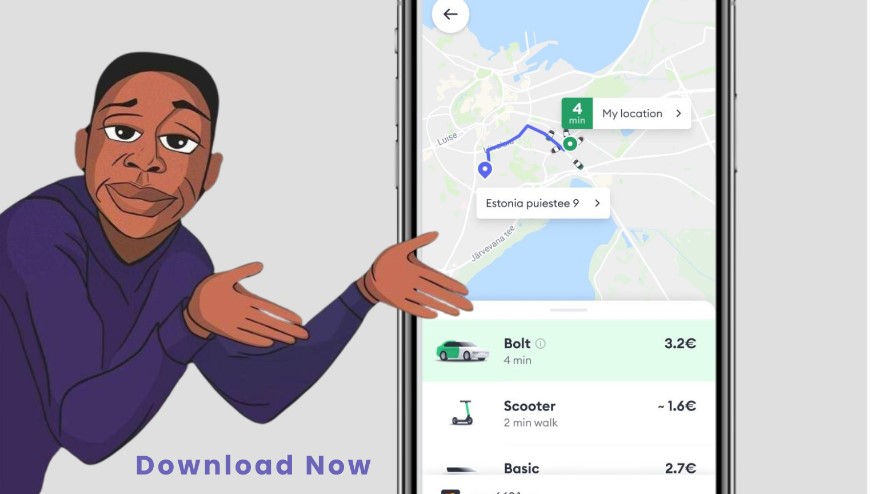 4
min
My location
Luise
Estonia puiestee 9
Järvevana tee
Bolt
3.2€
4 min
Scooter
~ 1.6€
2 min walk
Basic
2.7€
Download Now